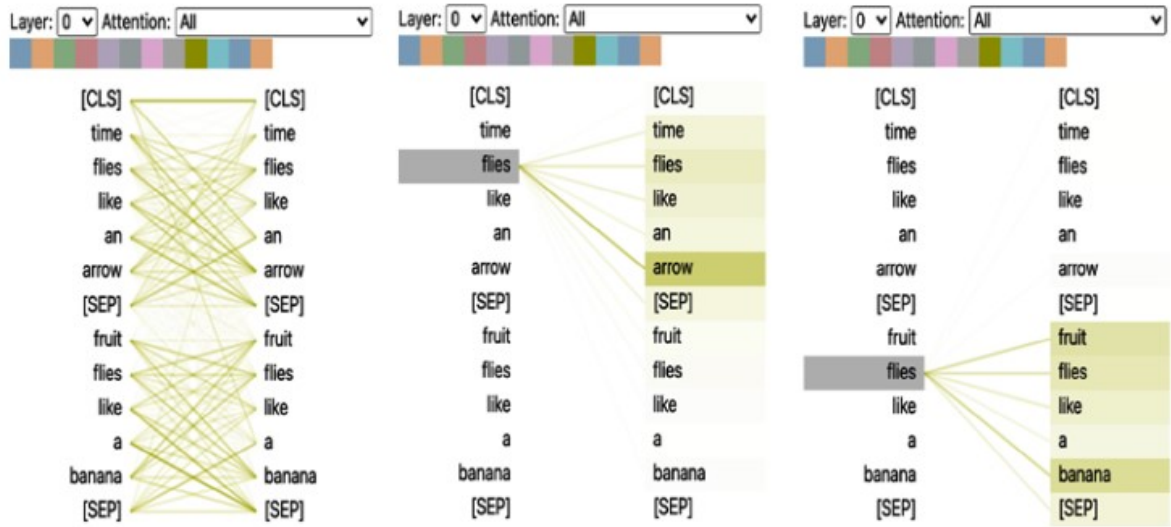 Layer: 0 Attention: All
[CLS] [CLS]
time time
flies flies
like like
an an
arrow arrow
[SEP] [SEP]
fruit fruit
flies flies
like like
a a
banana banana
[SEP] [SEP]
Layer: 0 Attention: All
[CLS] [CLS]
time time
flies flies
like like
an an
arrow arrow
[SEP] [SEP]
fruit fruit
flies flies
like like
a a
banana banana
[SEP] [SEP]
Layer: 0 Attention: All
[CLS] [CLS]
time time
flies flies
like like
an an
arrow arrow
[SEP] [SEP]
fruit fruit
flies flies
like like
a a
banana banana
[SEP] [SEP]